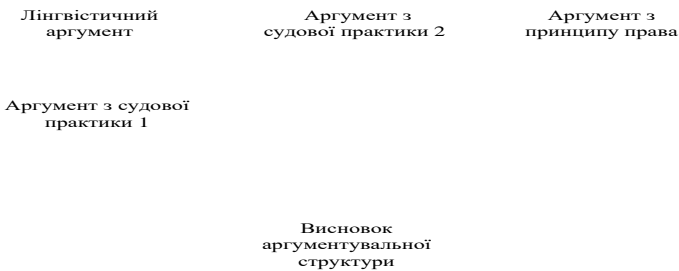 Лінгвістичний
аргумент
Аргумент з
судової практики 2
Аргумент з
принципу права
Аргумент з судової
практики 1
Висновок
аргументувальної
структури